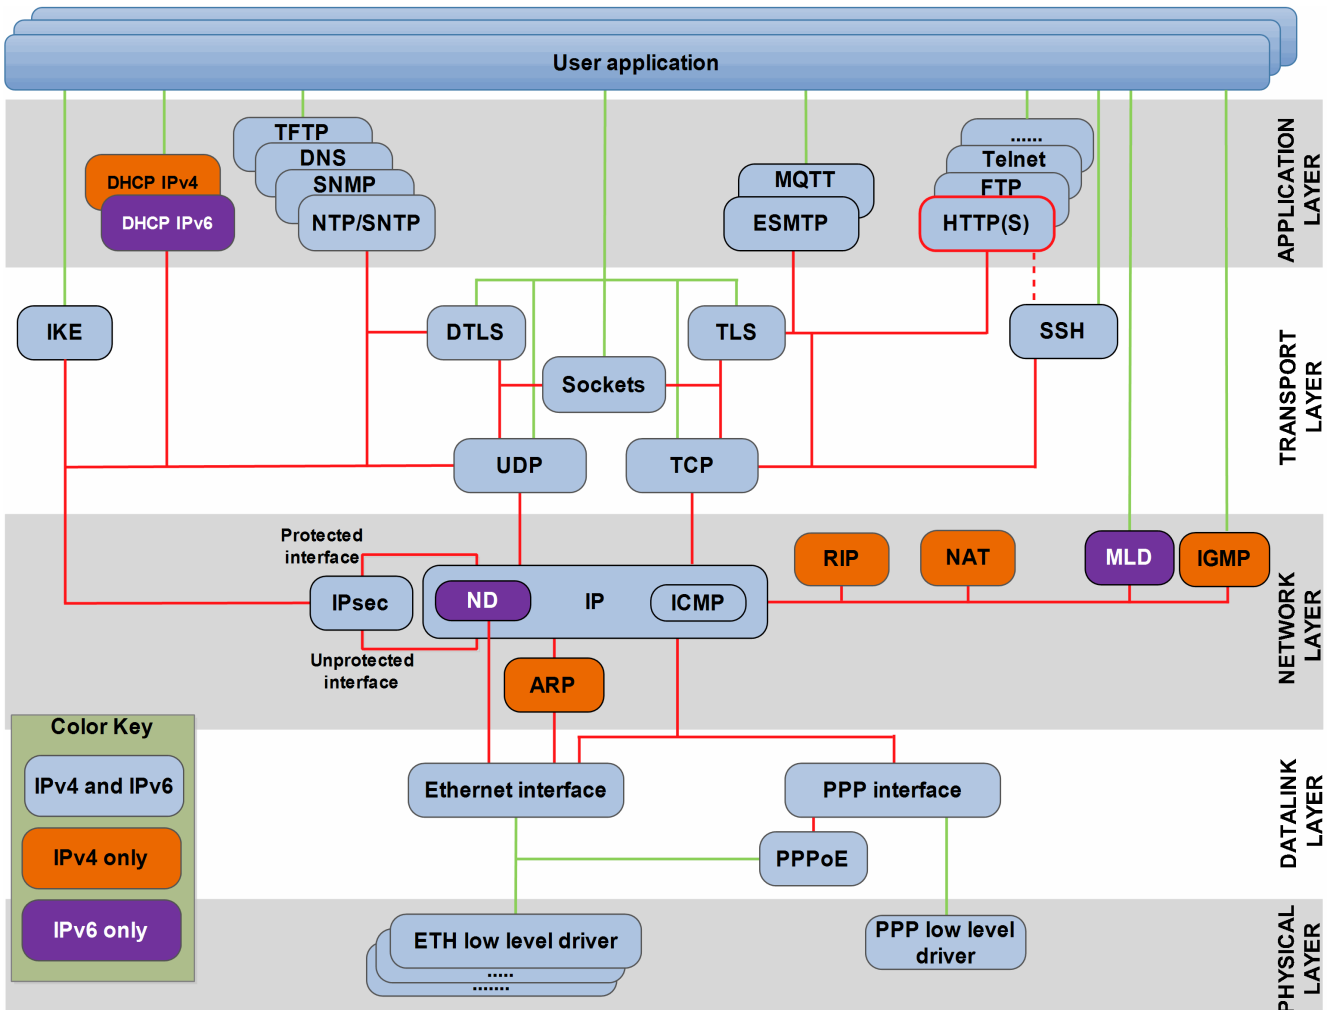 User application
APPLICATION
LAYER
TFTP
DNS
SNMP
NTP/SNTP
DHCP IPv4
DHCP IPv6
MQTT
ESMTP
......
Telnet
FTP
HTTP(S)
TRANSPORT
LAYER
IKE
DTLS
TLS
SSH
Sockets
UDP
TCP
NETWORK
LAYER
Protected
interface
IPsec
Unprotected
interface
ND
IP
ICMP
RIP
NAT
MLD
IGMP
ARP
Color Key
IPv4 and IPv6
IPv4 only
IPv6 only
DATALINK
LAYER
Ethernet interface
PPP interface
PPPoE
PHYSICAL
LAYER
ETH low level driver
.....
.......
PPP low level
driver